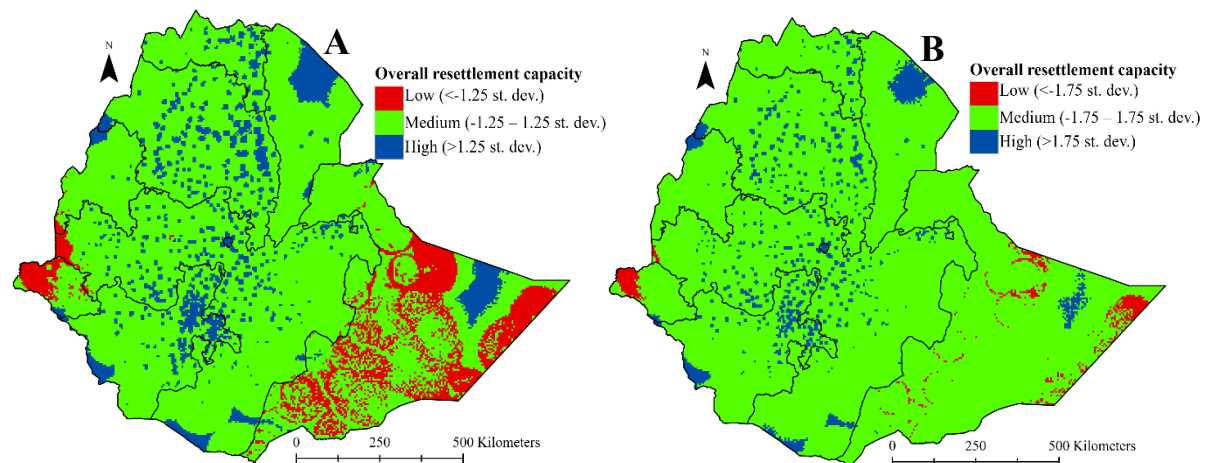 N
A
Overall resettlement capacity
Low (<-1.25 st. dev.)
Medium (-1.25 – 1.25 st. dev.)
High (>1.25 st. dev.)
0 250 500 Kilometers
N
B
Overall resettlement capacity
Low (<-1.75 st. dev.)
Medium (-1.75 – 1.75 st. dev.)
High (>1.75 st. dev.)
0 250 500 Kilometers